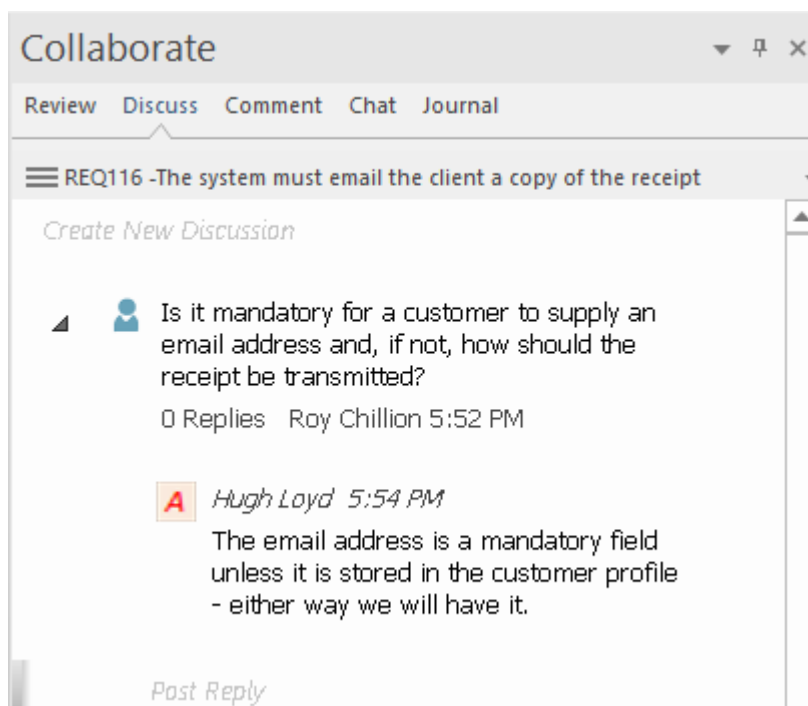 Collaborate
Review Discuss Comment Chat Journal
REQ116 -The system must email the client a copy of the receipt
Create New Discussion
Is it mandatory for a customer to supply an
email address and, if not, how should the
receipt be transmitted?
0 Replies Roy Chillion 5:52 PM
A Hugh Loyd 5:54 PM
The email address is a mandatory field
unless it is stored in the customer profile
- either way we will have it.
Post Reply